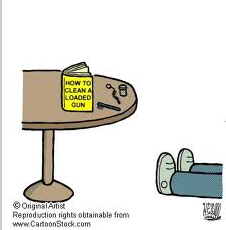 HOW TO
CLEAN A
LOADED
GUN
© Original Artist
Reproduction rights obtainable from
www.CartoonStock.com